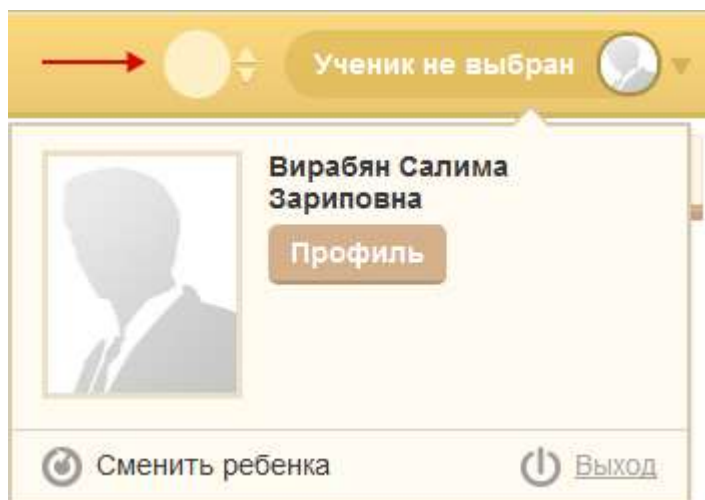 Ученик не выбран
Вирабян Салима
Зариповна
Профиль
Сменить ребенка
Выход